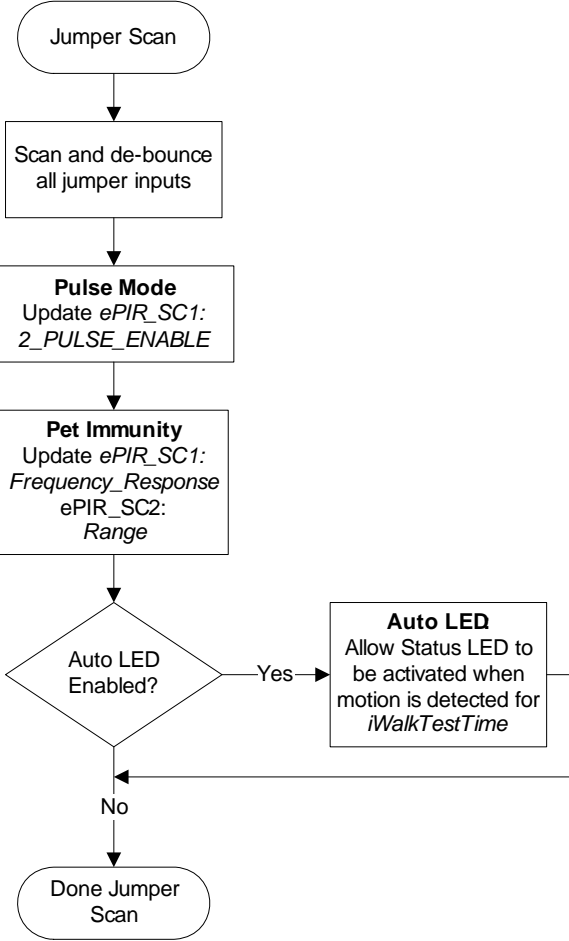 Jumper Scan
Scan and de-bounce
all jumper inputs
Pulse Mode
Update ePIR_SC1:
2_PULSE_ENABLE
Pet Immunity
Update ePIR_SC1:
Frequency_Response
ePIR_SC2:
Range
Auto LED
Enabled?
Yes
Auto LED
Allow Status LED to
be activated when
motion is detected for
iWalkTestTime
No
Done Jumper
Scan